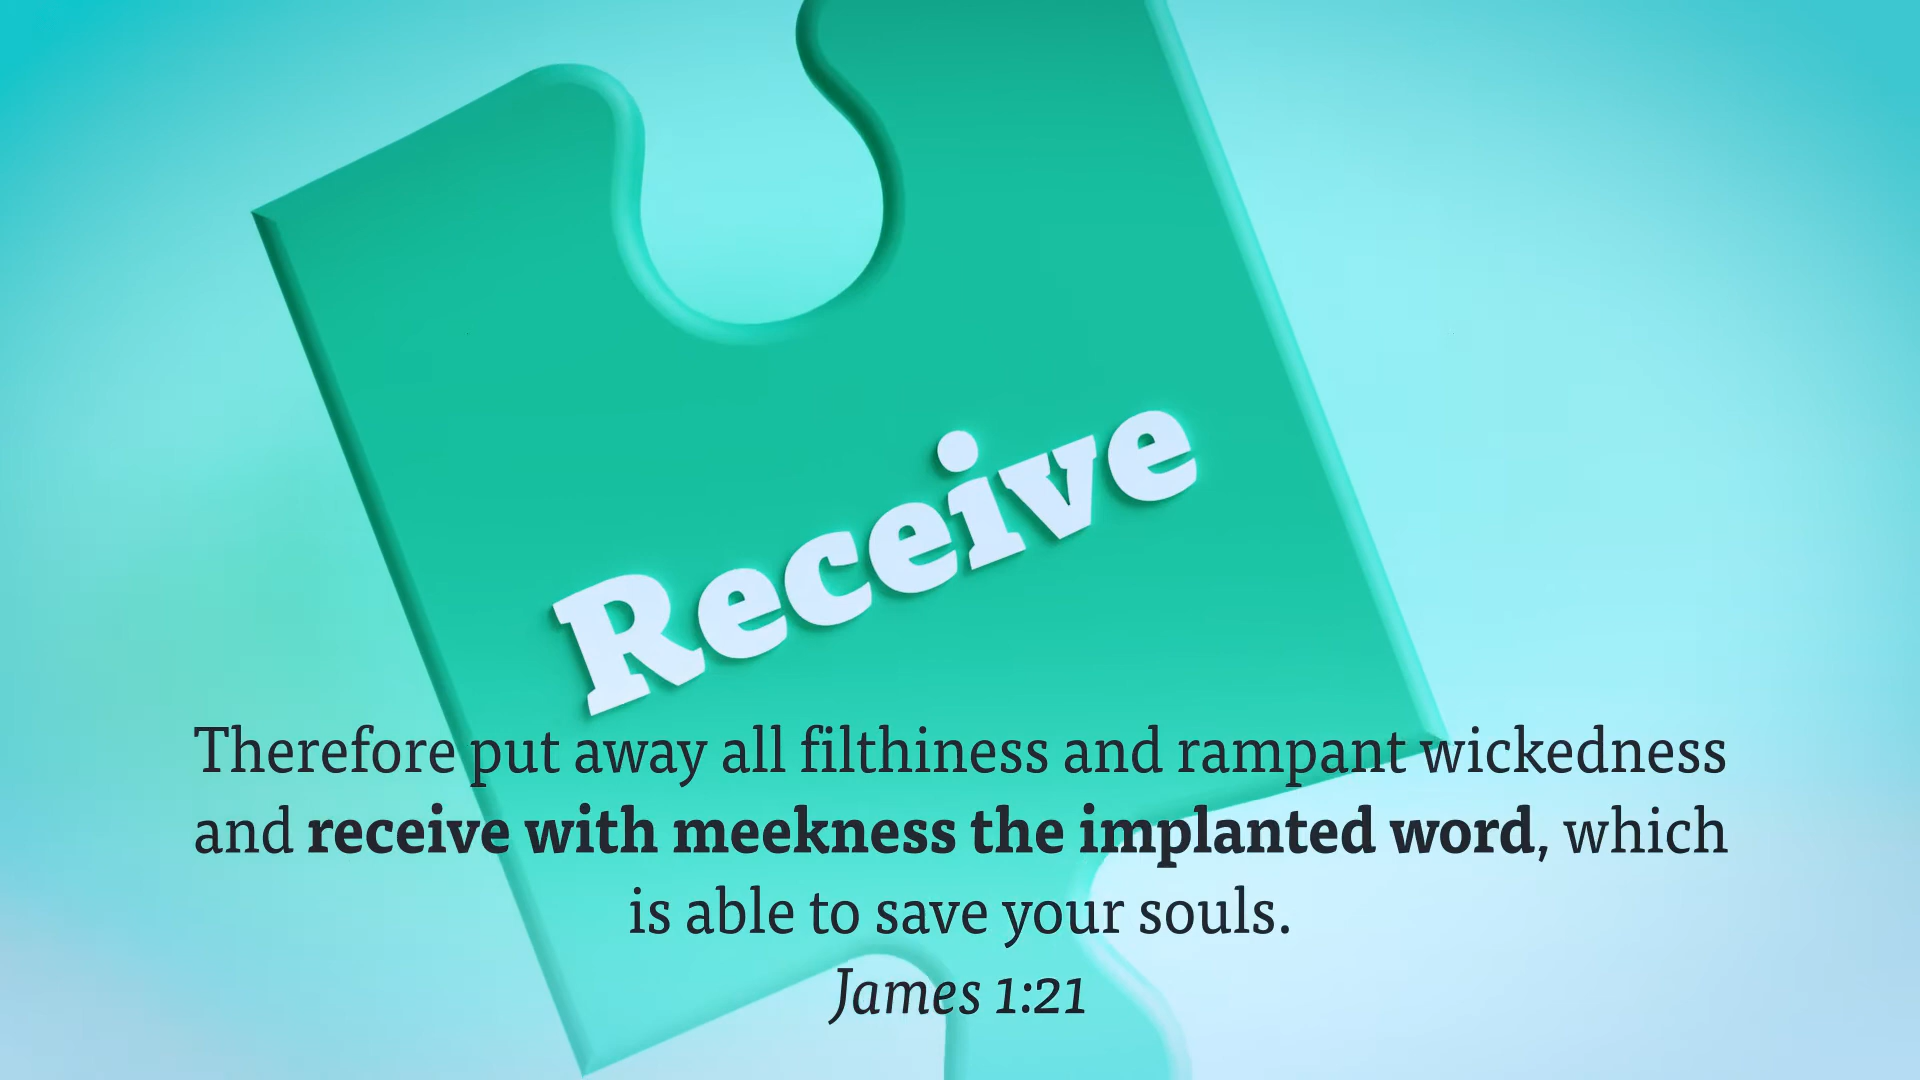 Receive
Therefore put away all filthiness and rampant wickedness
and receive with meekness the implanted word, which
is able to save your souls.
James 1:21